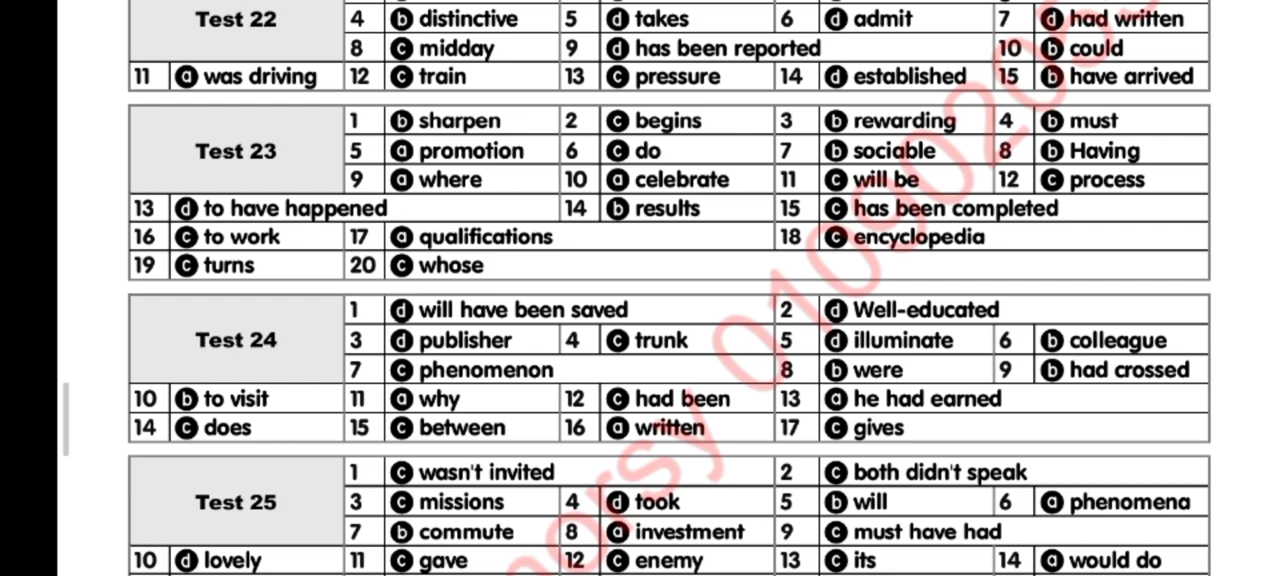 Test 22
4 b distinctive 5 d takes 6 d admit 7 d had written
8 c midday 9 d has been reported 10 b could
11 a was driving 12 c train 13 c pressure 14 d established 15 b have arrived
Test 23
1 b sharpen 2 c begins 3 b rewarding 4 b must
5 a promotion 6 c do 7 b sociable 8 b Having
9 a where 10 a celebrate 11 c will be 12 c process
13 d to have happened 14 b results 15 c has been completed
16 c to work 17 a qualifications 18 c encyclopedia
19 c turns 20 c whose
Test 24
1 d will have been saved 2 d Well-educated
3 d publisher 4 c trunk 5 d illuminate 6 b colleague
7 c phenomenon 8 b were 9 b had crossed
10 b to visit 11 a why 12 c had been 13 a he had earned
14 c does 15 c between 16 a written 17 c gives
Test 25
1 c wasn't invited 2 c both didn't speak
3 c missions 4 d took 5 b will 6 a phenomena
7 b commute 8 a investment 9 c must have had
10 d lovely 11 c gave 12 c enemy 13 c its 14 a would do